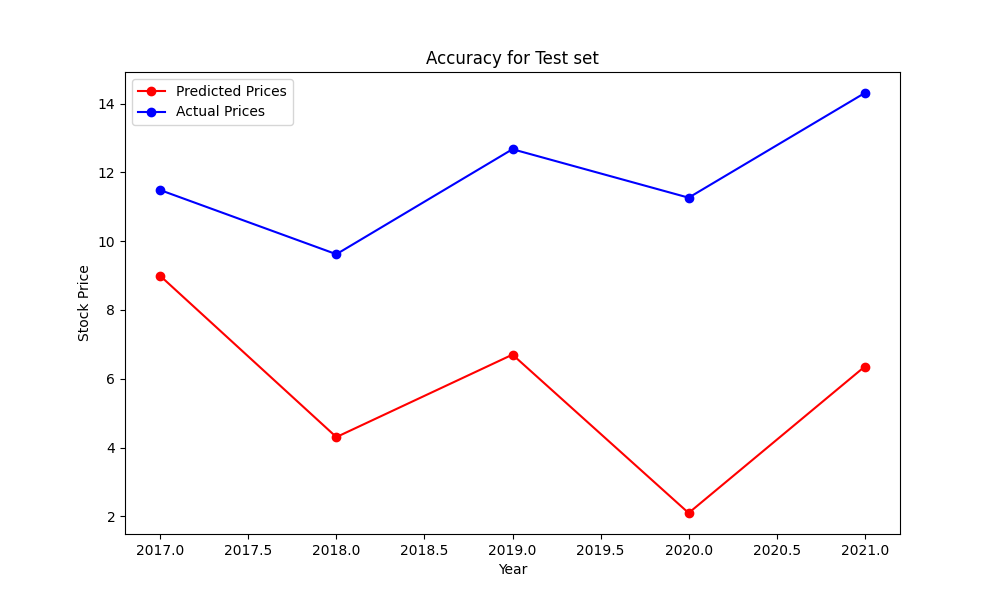 Accuracy for Test set
Predicted Prices
Actual Prices
Stock Price
14
12
10
8
6
4
2
2017.0 2017.5 2018.0 2018.5 2019.0 2019.5 2020.0 2020.5 2021.0
Year